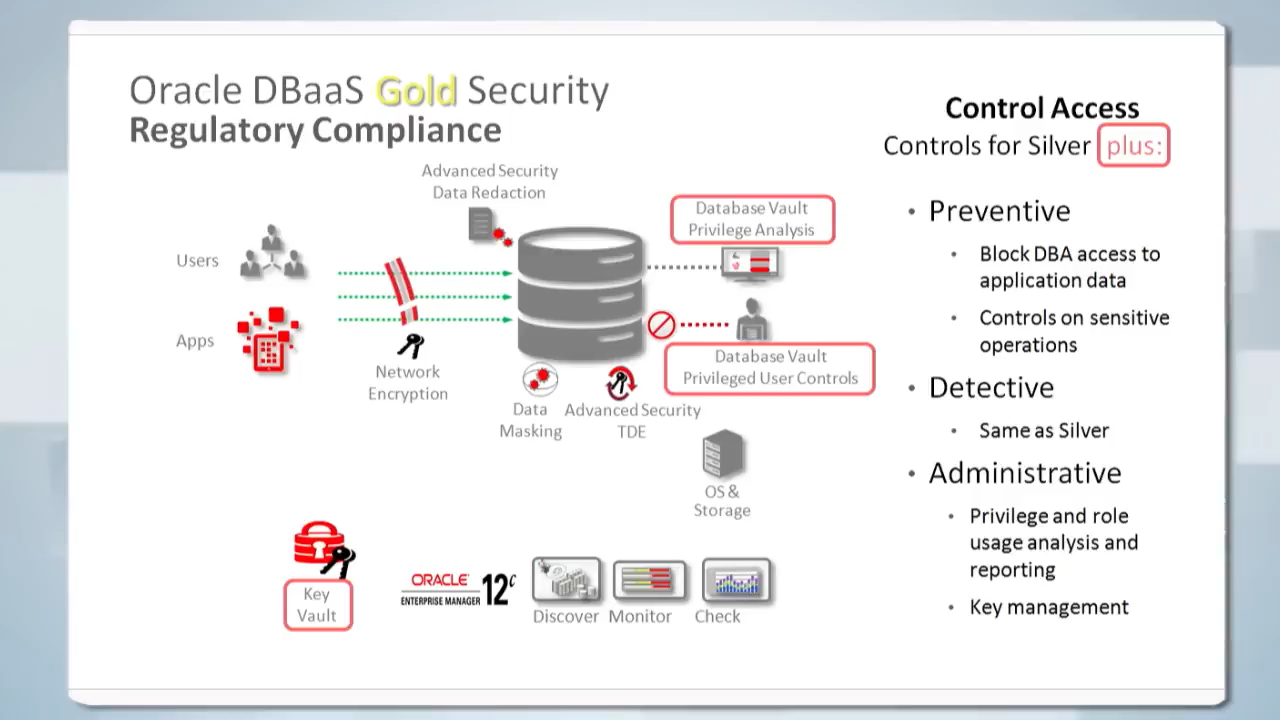 Oracle DBaaS Gold Security
Regulatory Compliance
Advanced Security
Data Redaction
Users
Apps
Network
Encryption
Data
Masking
Advanced Security
TDE
Database Vault
Privilege Analysis
Database Vault
Privileged User Controls
OS &
Storage
Key
Vault
ORACLE
ENTERPRISE MANAGER 12c
Discover
Monitor
Check
Control Access
Controls for Silver plus:
• Preventive
• Block DBA access to
application data
• Controls on sensitive
operations
• Detective
• Same as Silver
• Administrative
• Privilege and role
usage analysis and
reporting
• Key management